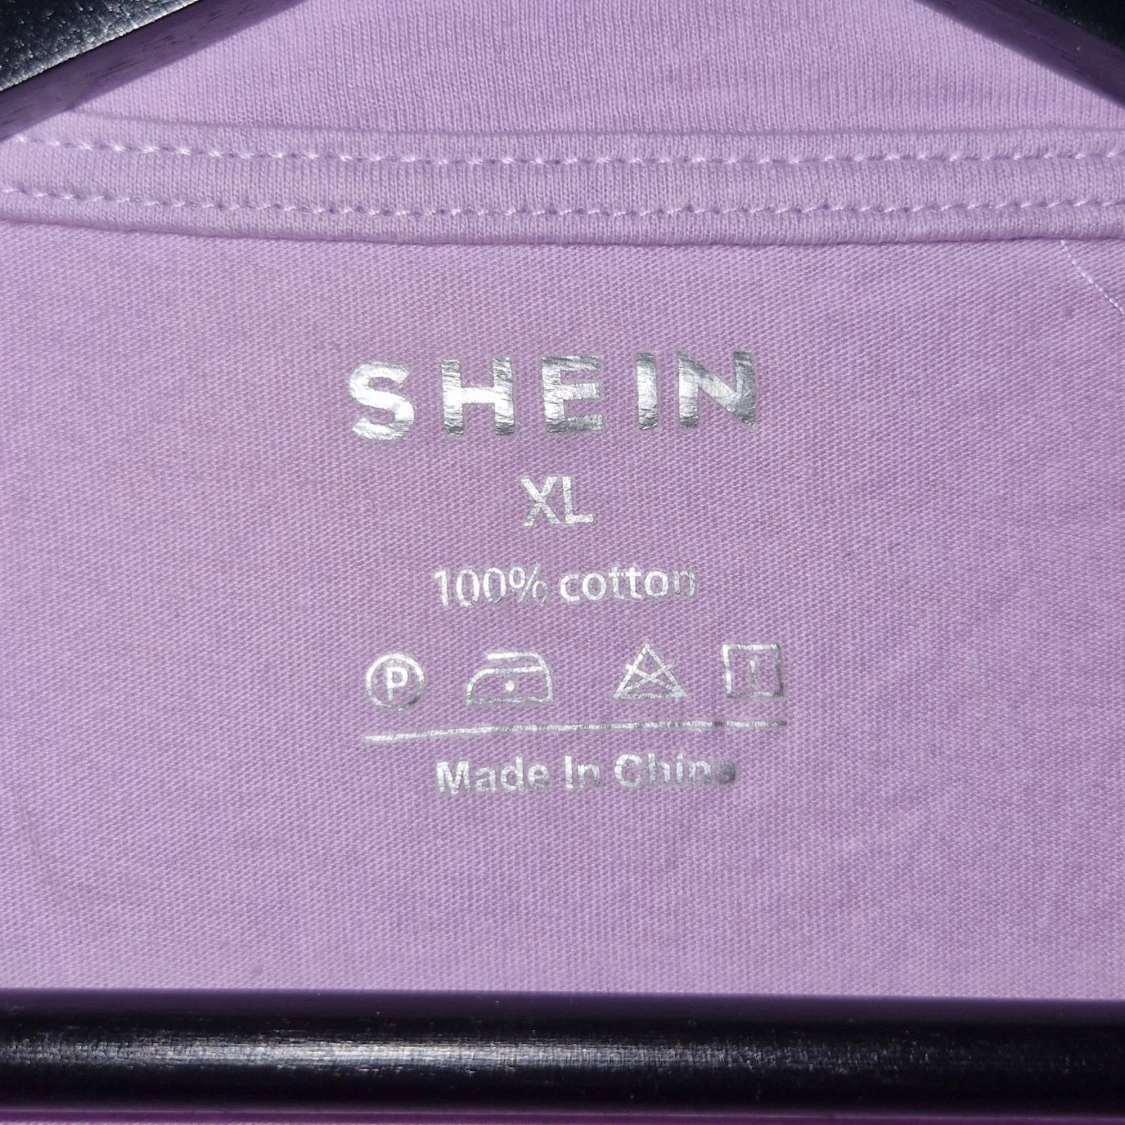 SHEIN
XL
100% cotton
P
Made In China